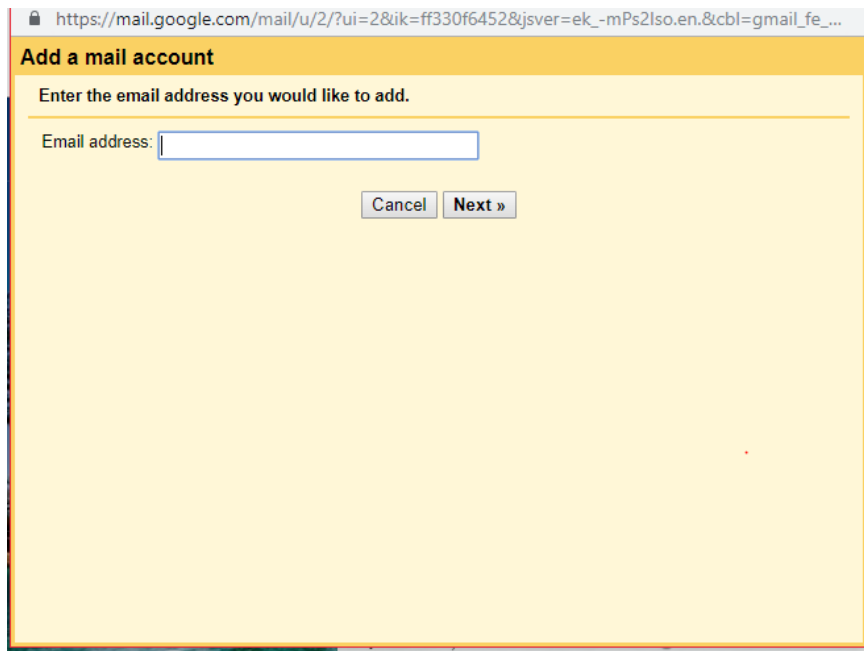 https://mail.google.com/mail/u/2/?ui=2&ik=ff330f6452&jsver=ek_-mPs2Iso.en.&cbl=gmail_fe_...
Add a mail account
Enter the email address you would like to add.
Email address:
Cancel Next »